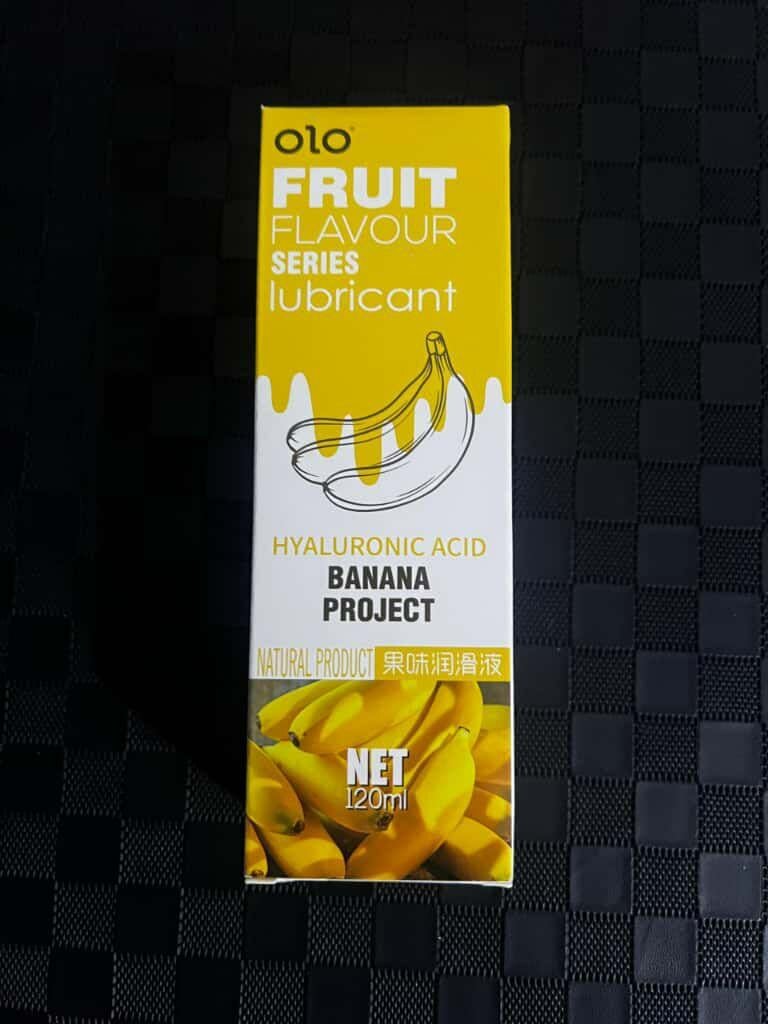 olo®
FRUIT
FLAVOUR
SERIES
lubricant
HYALURONIC ACID
BANANA
PROJECT
NATURAL PRODUCT 果味润滑液
NET
120ml